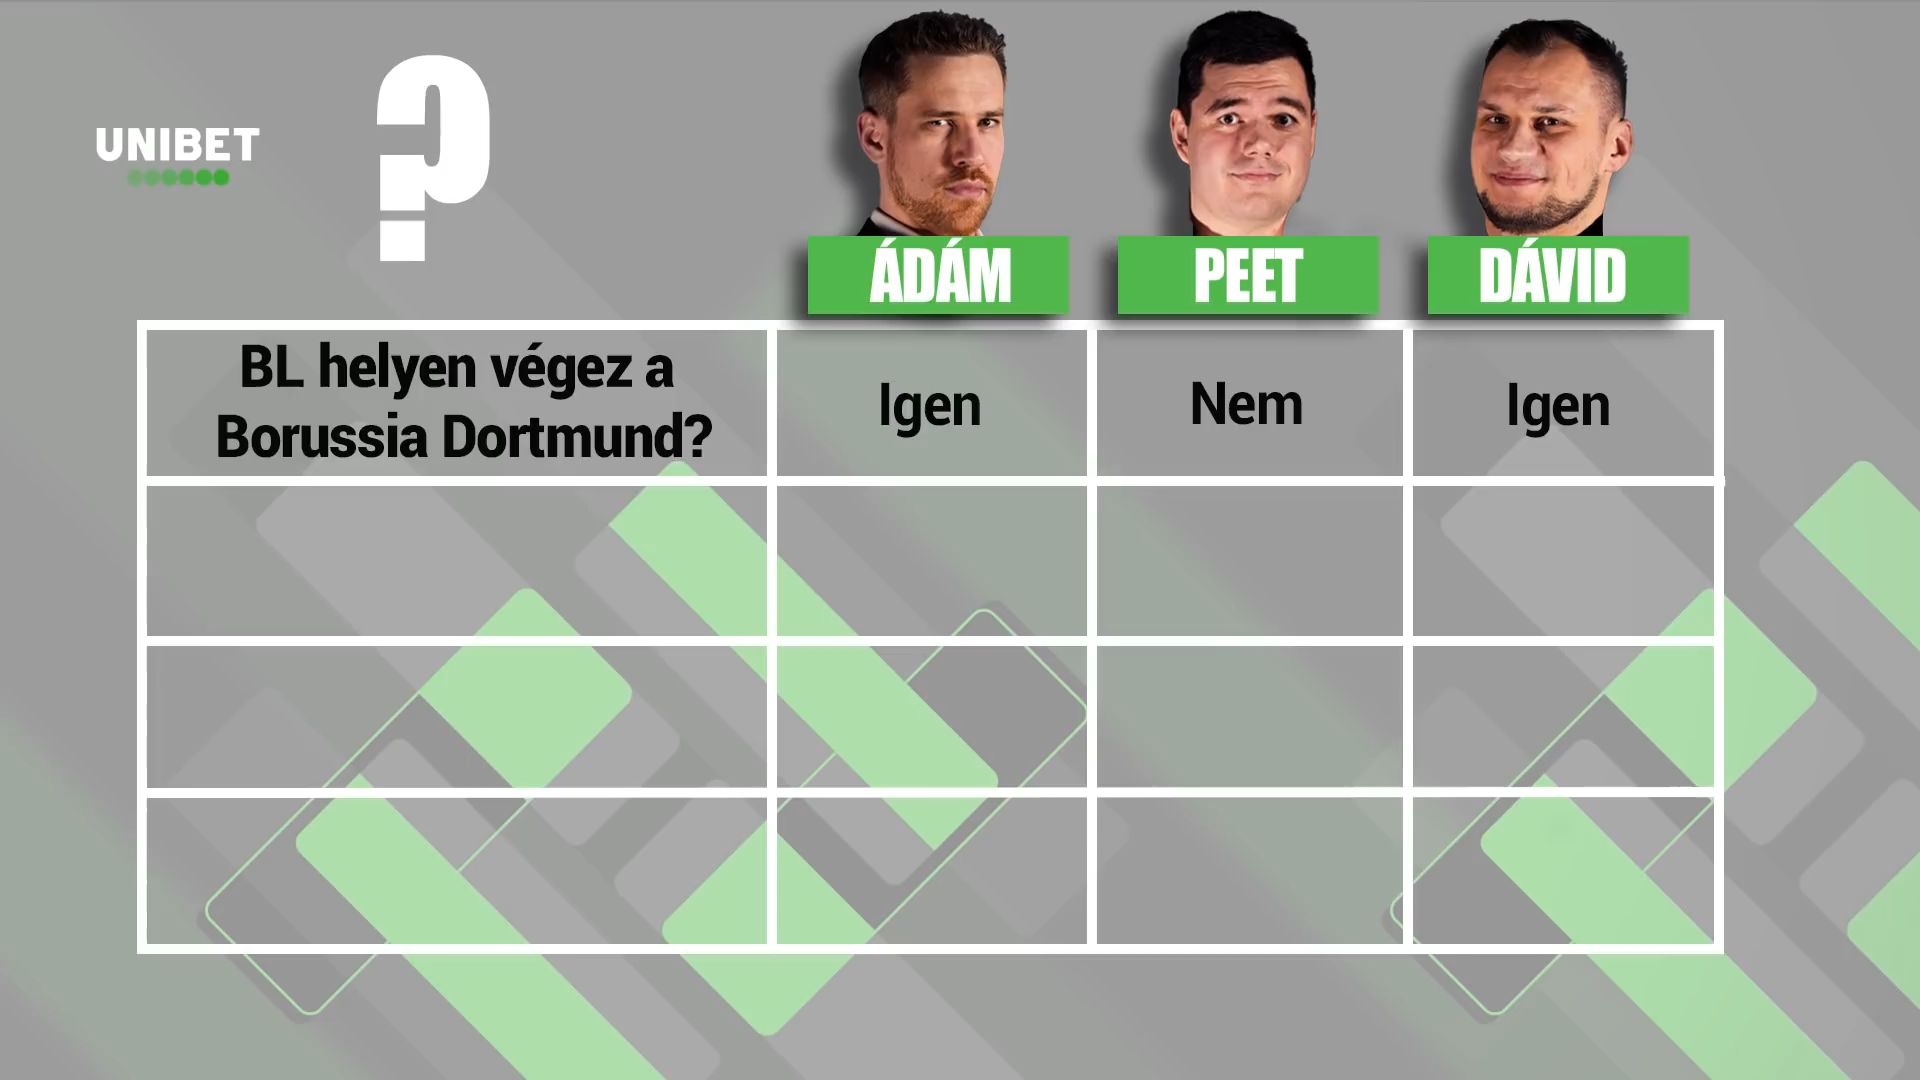 UNIBET
?
ÁDÁM
PEET
DÁVID
BL helyen végez a
Borussia Dortmund?
Igen
Nem
Igen